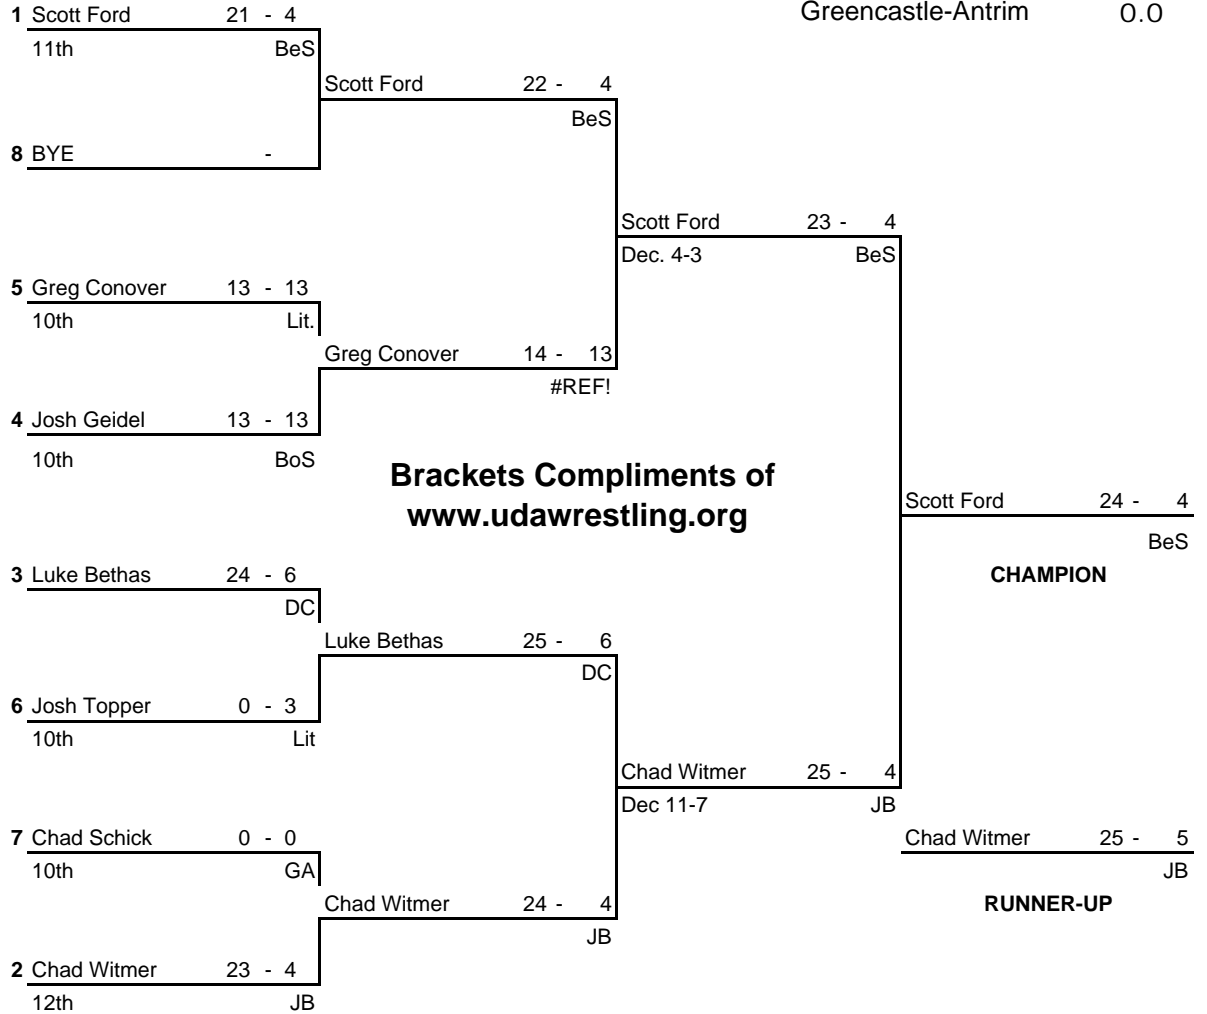 Greencastle-Antrim 0.0
1 Scott Ford 21 - 4
11th BeS
Scott Ford 22 - 4
BeS
8 BYE -
Scott Ford 23 - 4
Dec. 4-3 BeS
5 Greg Conover 13 - 13
10th Lit.
Greg Conover 14 - 13
#REF!
4 Josh Geidel 13 - 13
10th BoS
Brackets Compliments of
www.udawrestling.org
Scott Ford 24 - 4
BeS
CHAMPION
3 Luke Bethas 24 - 6
DC
Luke Bethas 25 - 6
DC
6 Josh Topper 0 - 3
10th Lit
Chad Witmer 25 - 4
Dec 11-7 JB
7 Chad Schick 0 - 0
10th GA
Chad Witmer 25 - 5
JB
RUNNER-UP
Chad Witmer 24 - 4
JB
2 Chad Witmer 23 - 4
12th JB